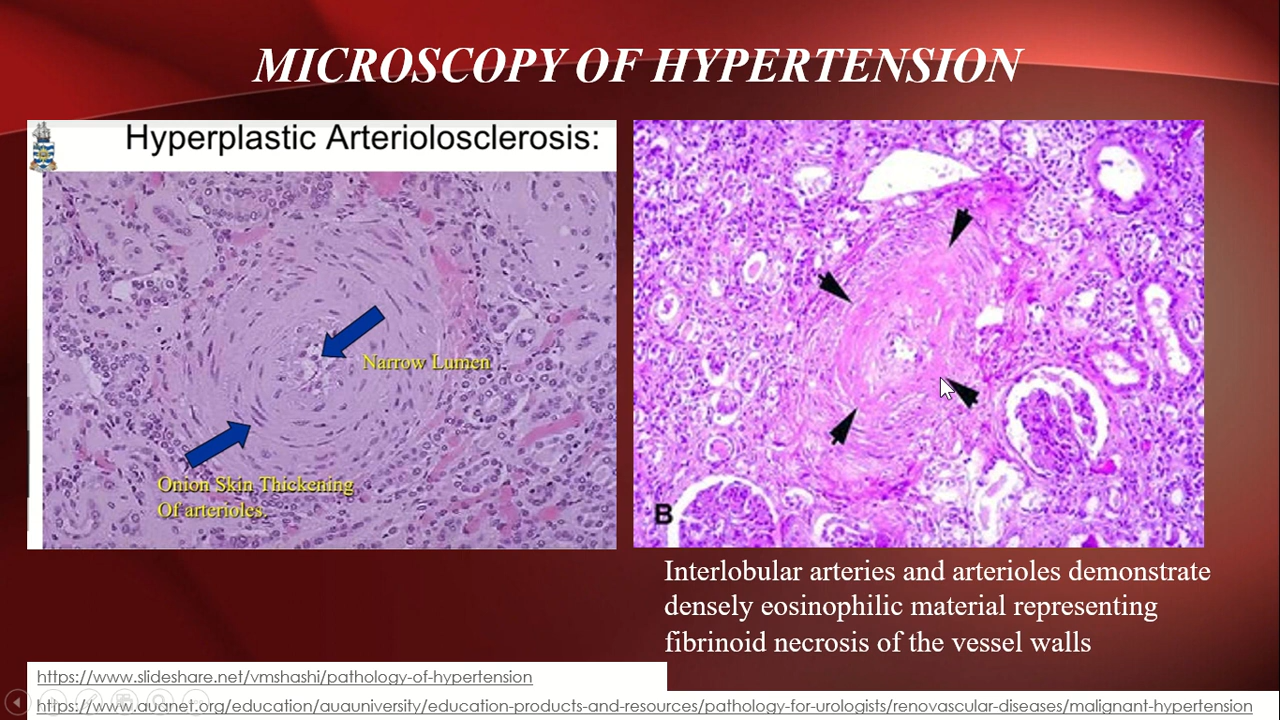 MICROSCOPY OF HYPERTENSION
Hyperplastic Arteriolosclerosis:
Narrow Lumen
Onion Skin Thickening
Of arterioles.
B
Interlobular arteries and arterioles demonstrate
densely eosinophilic material representing
fibrinoid necrosis of the vessel walls
https://www.slideshare.net/vmshashi/pathology-of-hypertension
https://www.auanet.org/education/auauniversity/education-products-and-resources/pathology-for-urologists/renovascular-diseases/malignant-hypertension